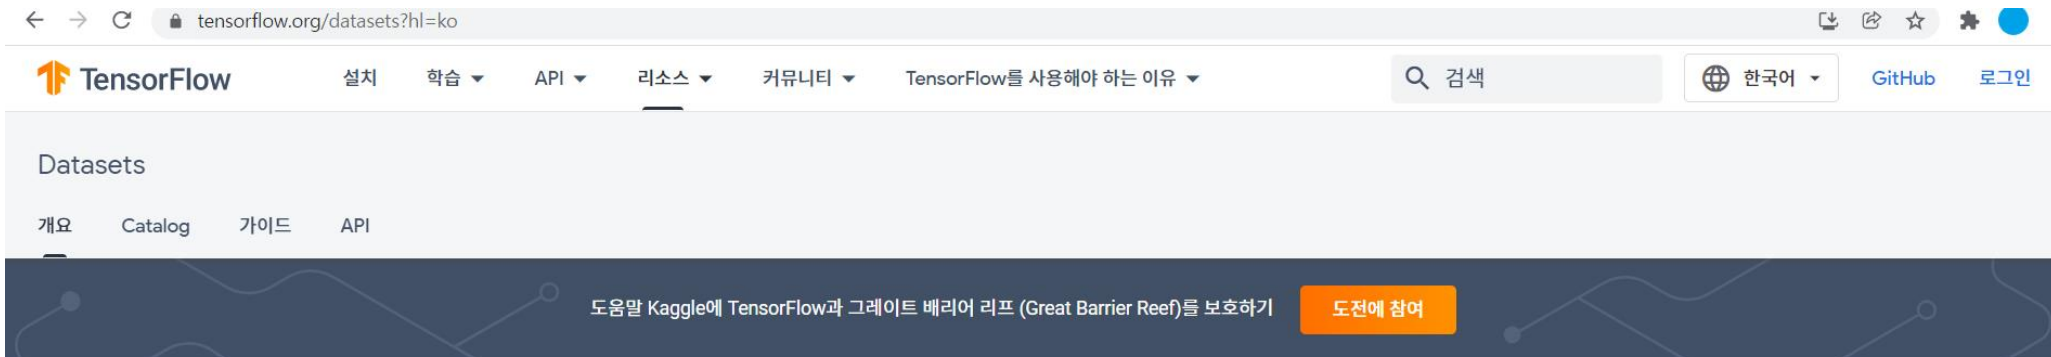 tensorflow.org/datasets?hl=ko
TensorFlow 설치 학습 API 리소스 커뮤니티 TensorFlow를 사용해야 하는 이유 검색 한국어 GitHub 로그인
Datasets
개요 Catalog 가이드 API
도움말 Kaggle에 TensorFlow과 그레이트 배리어 리프 (Great Barrier Reef)를 보호하기 도전에 참여